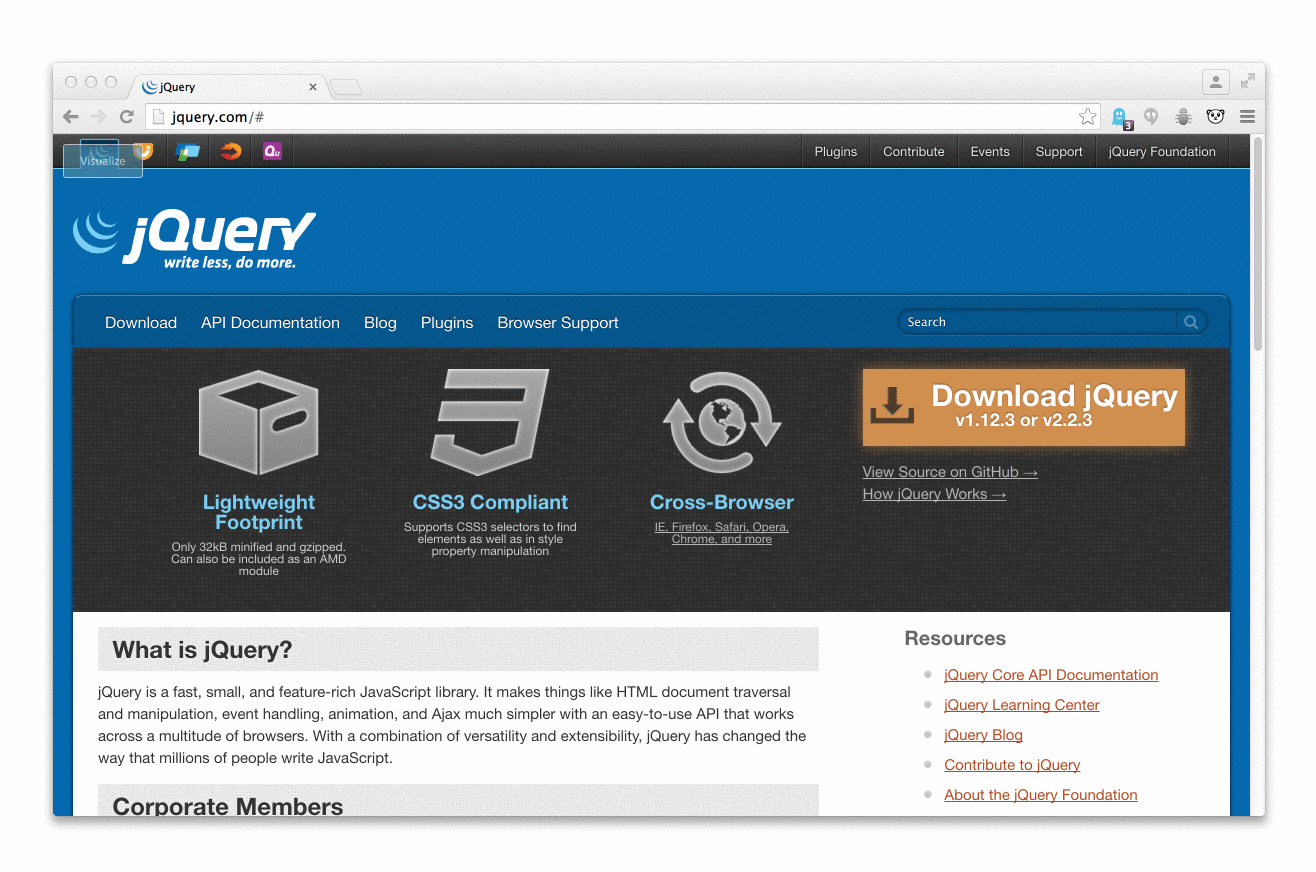 jQuery
jquery.com/#
3
Visualize
Plugins
Contribute
Events
Support
jQuery Foundation
jQuery
write less, do more.
Download
API Documentation
Blog
Plugins
Browser Support
Search
Lightweight
Footprint
Only 32kB minified and gzipped.
Can also be included as an AMD
module
CSS3 Compliant
Supports CSS3 selectors to find
elements as well as in style
property manipulation
Cross-Browser
IE, Firefox, Safari, Opera,
Chrome, and more
Download jQuery
v1.12.3 or v2.2.3
View Source on GitHub →
How jQuery Works →
What is jQuery?
jQuery is a fast, small, and feature-rich JavaScript library. It makes things like HTML document traversal
and manipulation, event handling, animation, and Ajax much simpler with an easy-to-use API that works
across a multitude of browsers. With a combination of versatility and extensibility, jQuery has changed the
way that millions of people write JavaScript.
Corporate Members
Resources
jQuery Core API Documentation
jQuery Learning Center
jQuery Blog
Contribute to jQuery
About the jQuery Foundation